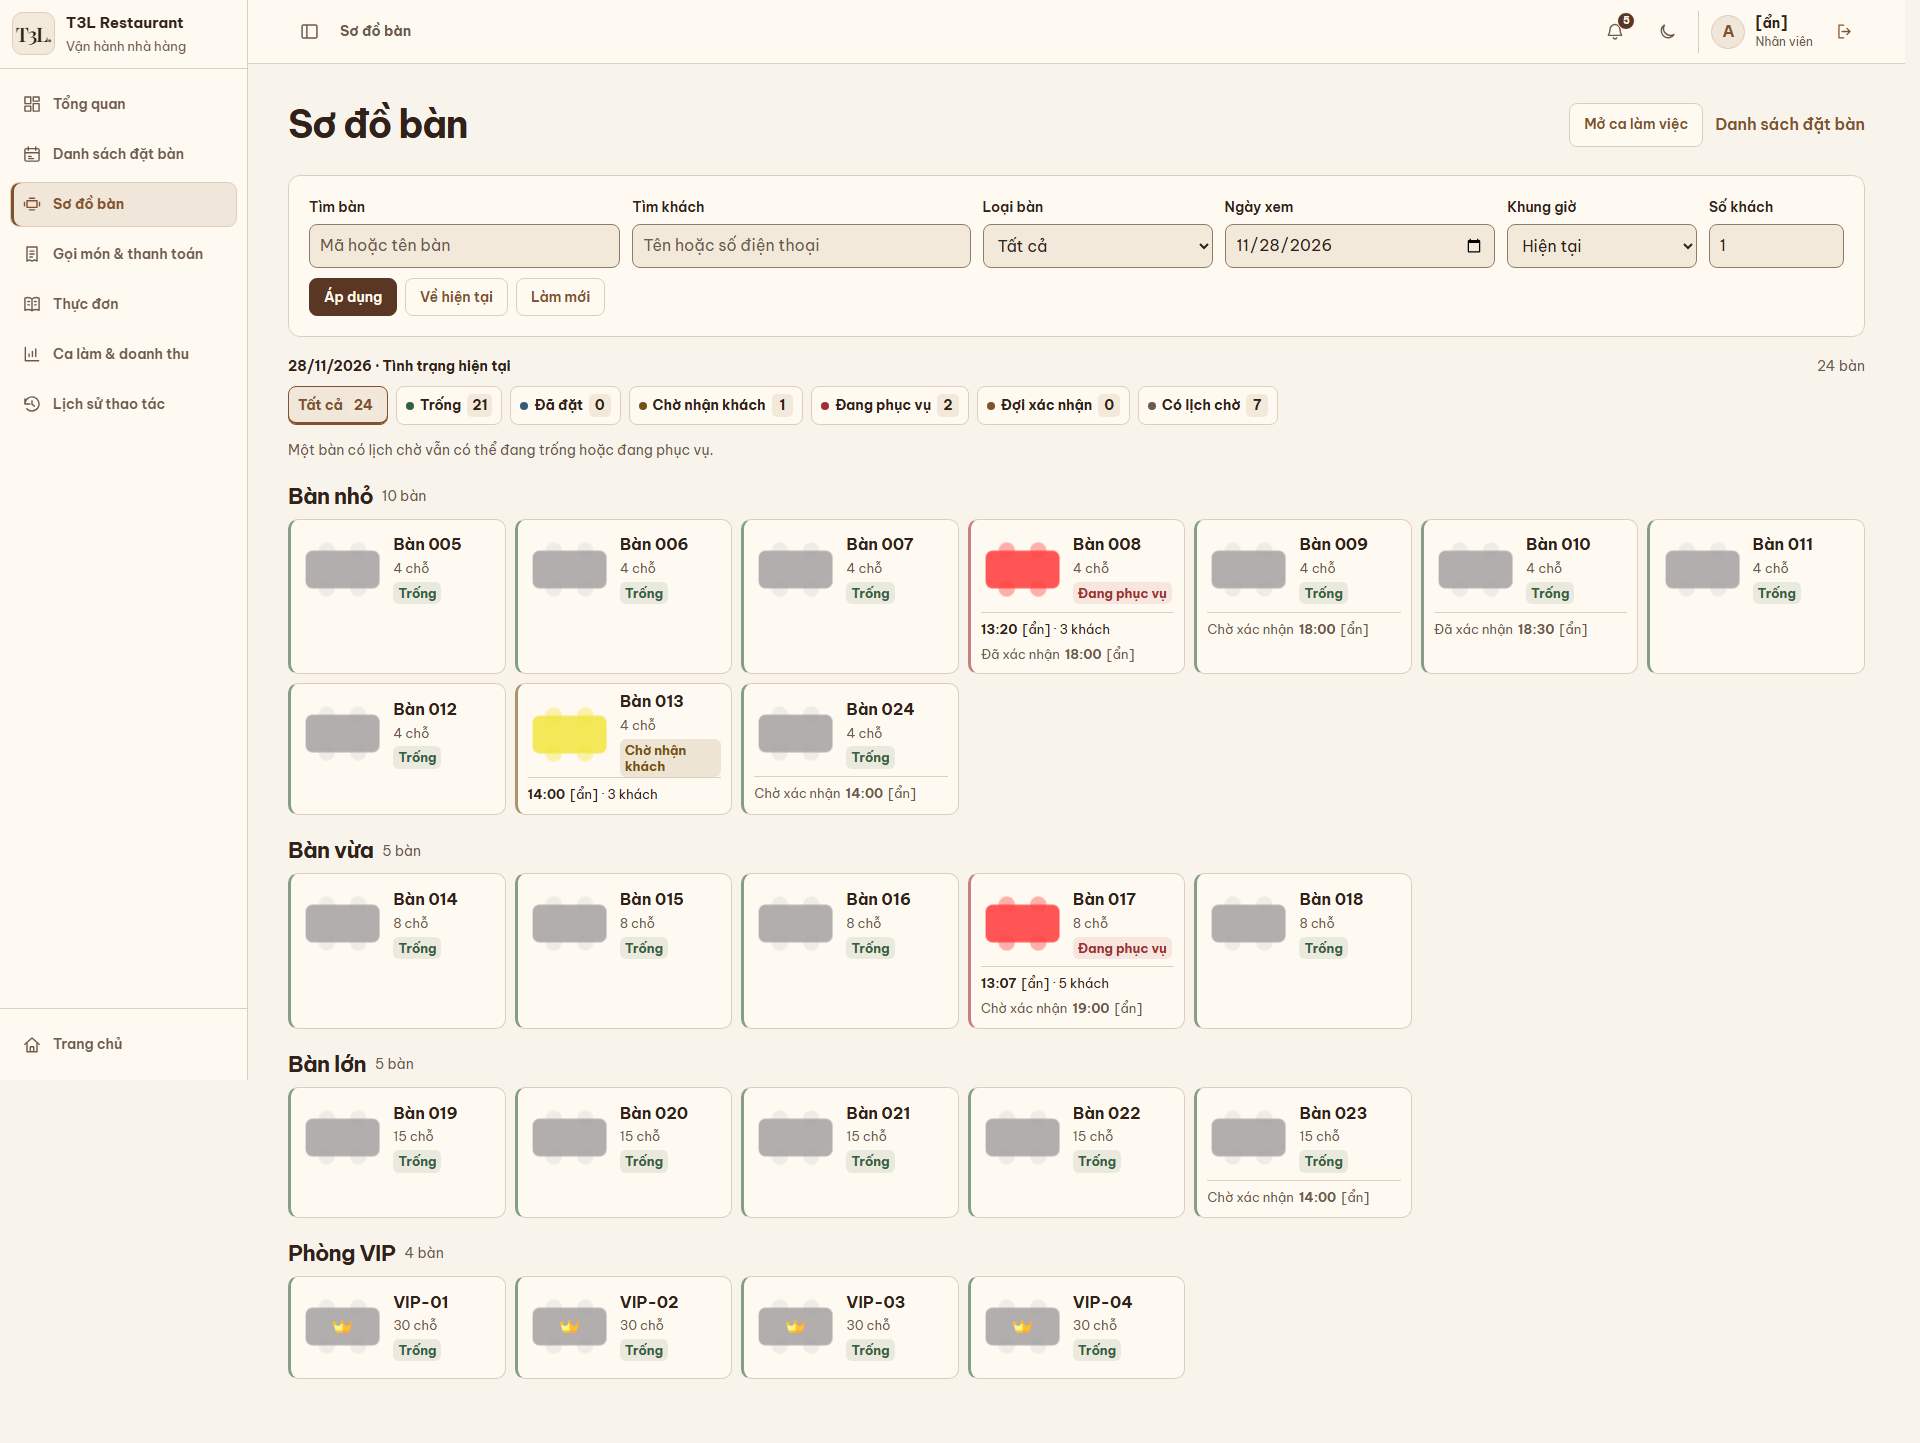 T3L.
T3L Restaurant
Vận hành nhà hàng
Tổng quan
Danh sách đặt bàn
Sơ đồ bàn
Gọi món & thanh toán
Thực đơn
Ca làm & doanh thu
Lịch sử thao tác
Trang chủ
Sơ đồ bàn
5
A
[ẩn]
Nhân viên
Sơ đồ bàn
Mở ca làm việc
Danh sách đặt bàn
Tìm bàn
Tìm khách
Loại bàn
Ngày xem
Khung giờ
Số khách
Mã hoặc tên bàn
Tên hoặc số điện thoại
Tất cả
11/28/2026
Hiện tại
1
Áp dụng
Về hiện tại
Làm mới
28/11/2026 · Tình trạng hiện tại
24 bàn
Tất cả 24
Trống 21
Đã đặt 0
Chờ nhận khách 1
Đang phục vụ 2
Đợi xác nhận 0
Có lịch chờ 7
Một bàn có lịch chờ vẫn có thể đang trống hoặc đang phục vụ.
Bàn nhỏ 10 bàn
Bàn 005
4 chỗ
Trống
Bàn 006
4 chỗ
Trống
Bàn 007
4 chỗ
Trống
Bàn 008
4 chỗ
Đang phục vụ
13:20 [ẩn] · 3 khách
Đã xác nhận 18:00 [ẩn]
Bàn 009
4 chỗ
Trống
Chờ xác nhận 18:00 [ẩn]
Bàn 010
4 chỗ
Trống
Đã xác nhận 18:30 [ẩn]
Bàn 011
4 chỗ
Trống
Bàn 012
4 chỗ
Trống
Bàn 013
4 chỗ
Chờ nhận
khách
14:00 [ẩn] · 3 khách
Bàn 024
4 chỗ
Trống
Chờ xác nhận 14:00 [ẩn]
Bàn vừa 5 bàn
Bàn 014
8 chỗ
Trống
Bàn 015
8 chỗ
Trống
Bàn 016
8 chỗ
Trống
Bàn 017
8 chỗ
Đang phục vụ
13:07 [ẩn] · 5 khách
Chờ xác nhận 19:00 [ẩn]
Bàn 018
8 chỗ
Trống
Bàn lớn 5 bàn
Bàn 019
15 chỗ
Trống
Bàn 020
15 chỗ
Trống
Bàn 021
15 chỗ
Trống
Bàn 022
15 chỗ
Trống
Bàn 023
15 chỗ
Trống
Chờ xác nhận 14:00 [ẩn]
Phòng VIP 4 bàn
VIP-01
30 chỗ
Trống
VIP-02
30 chỗ
Trống
VIP-03
30 chỗ
Trống
VIP-04
30 chỗ
Trống